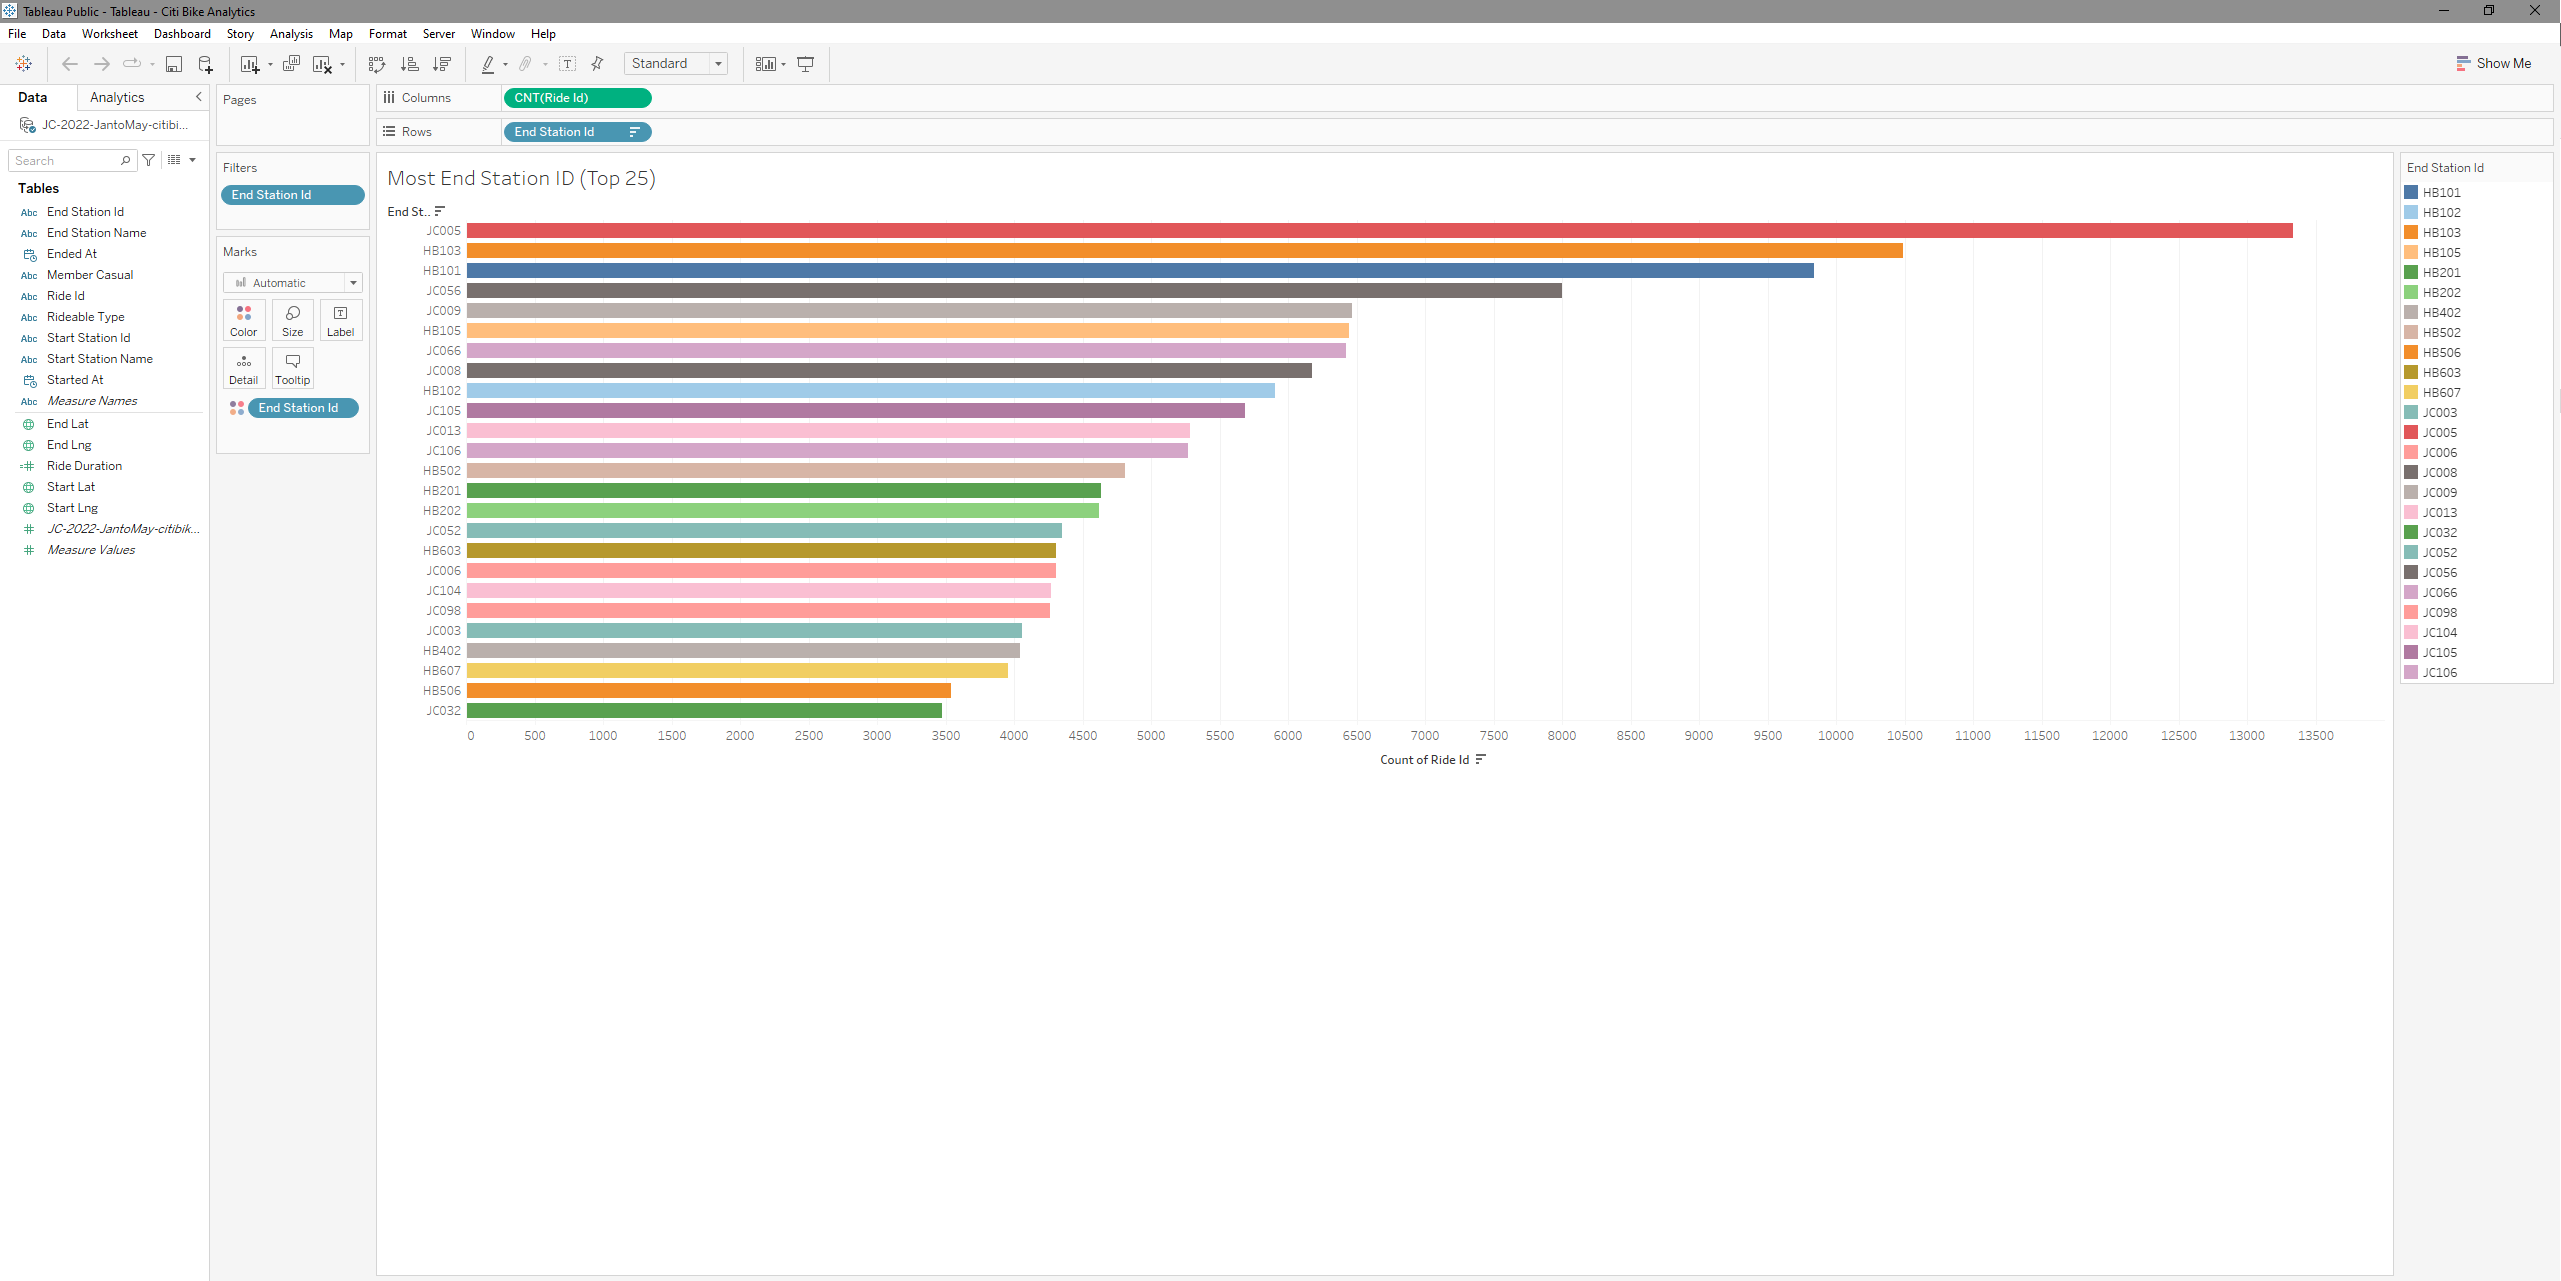 Tableau Public - Tableau - Citi Bike Analytics
File Data Worksheet Dashboard Story Analysis Map Format Server Window Help
Standard
Show Me
Data Analytics
JC-2022-JantoMay-citibi...
Search
Tables
Abc End Station Id
Abc End Station Name
Ended At
Abc Member Casual
Abc Ride Id
Abc Rideable Type
Abc Start Station Id
Abc Start Station Name
Started At
Abc Measure Names
End Lat
End Lng
Ride Duration
Start Lat
Start Lng
JC-2022-JantoMay-citibik...
Measure Values
Pages
Filters
End Station Id
Marks
Automatic
Color Size Label
Detail Tooltip
End Station Id
Columns CNT(Ride Id)
Rows End Station Id
Most End Station ID (Top 25)
End St..
JC005
HB103
HB101
JC056
JC009
HB105
JC066
JC008
HB102
JC105
JC013
JC106
HB502
HB201
HB202
JC052
HB603
JC006
JC104
JC098
JC003
HB402
HB607
HB506
JC032
0 500 1000 1500 2000 2500 3000 3500 4000 4500 5000 5500 6000 6500 7000 7500 8000 8500 9000 9500 10000 10500 11000 11500 12000 12500 13000 13500
Count of Ride Id
End Station Id
HB101
HB102
HB103
HB105
HB201
HB202
HB402
HB502
HB506
HB603
HB607
JC003
JC005
JC006
JC008
JC009
JC013
JC032
JC052
JC056
JC066
JC098
JC104
JC105
JC106